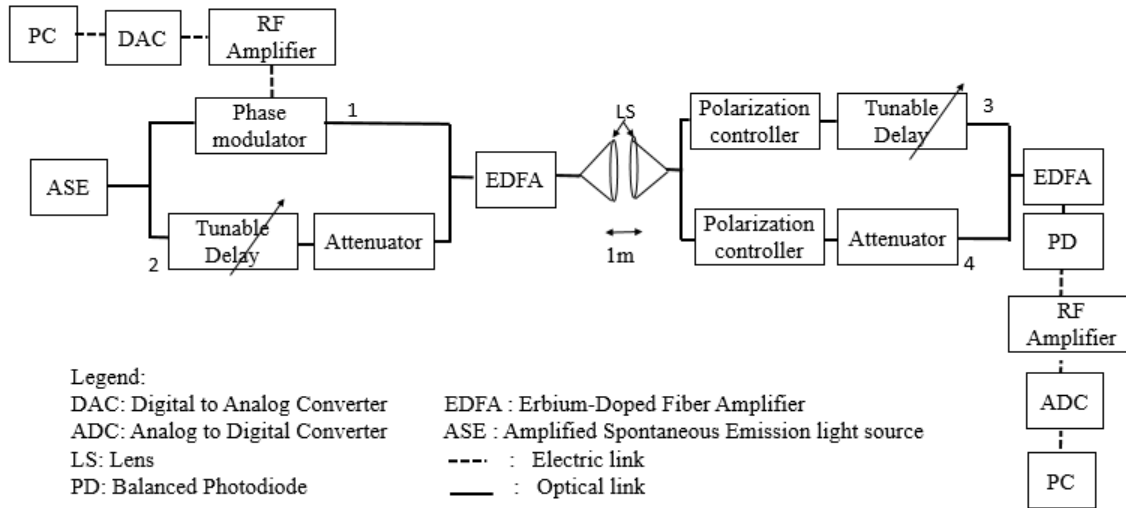 PC
DAC
RF
Amplifier
Phase
modulator
1
ASE
2
Tunable
Delay
Attenuator
EDFA
LS
1m
Polarization
controller
Tunable
Delay
3
Polarization
controller
Attenuator
4
EDFA
PD
RF
Amplifier
ADC
PC
Legend:
DAC: Digital to Analog Converter
ADC: Analog to Digital Converter
LS: Lens
PD: Balanced Photodiode
EDFA : Erbium-Doped Fiber Amplifier
ASE : Amplified Spontaneous Emission light source
: Electric link
: Optical link